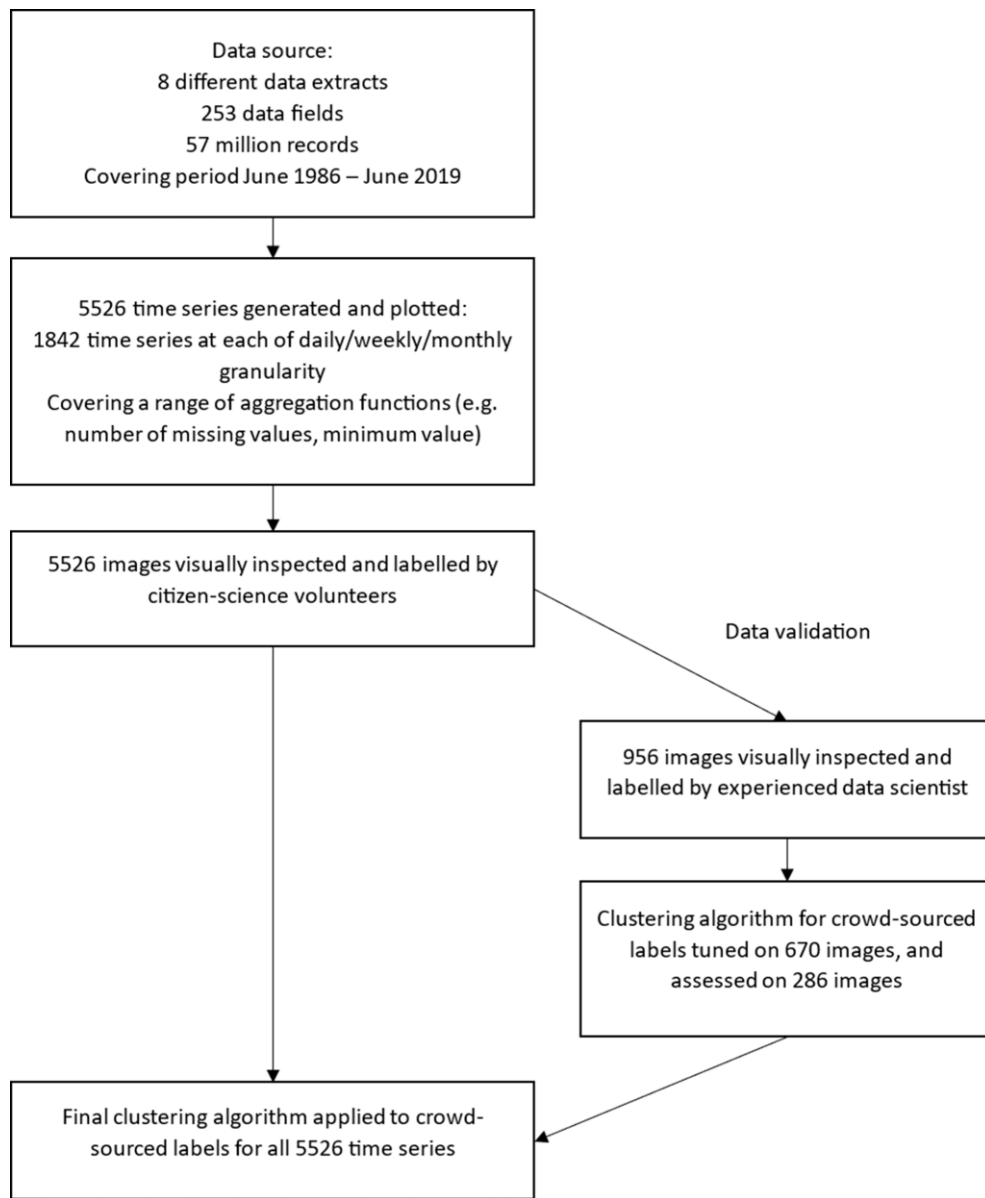 Data source:
8 different data extracts
253 data fields
57 million records
Covering period June 1986 – June 2019
5526 time series generated and plotted:
1842 time series at each of daily/weekly/monthly
granularity
Covering a range of aggregation functions (e.g.
number of missing values, minimum value)
5526 images visually inspected and labelled by
citizen-science volunteers
Data validation
956 images visually inspected and
labelled by experienced data scientist
Clustering algorithm for crowd-sourced
labels tuned on 670 images, and
assessed on 286 images
Final clustering algorithm applied to crowd-
sourced labels for all 5526 time series